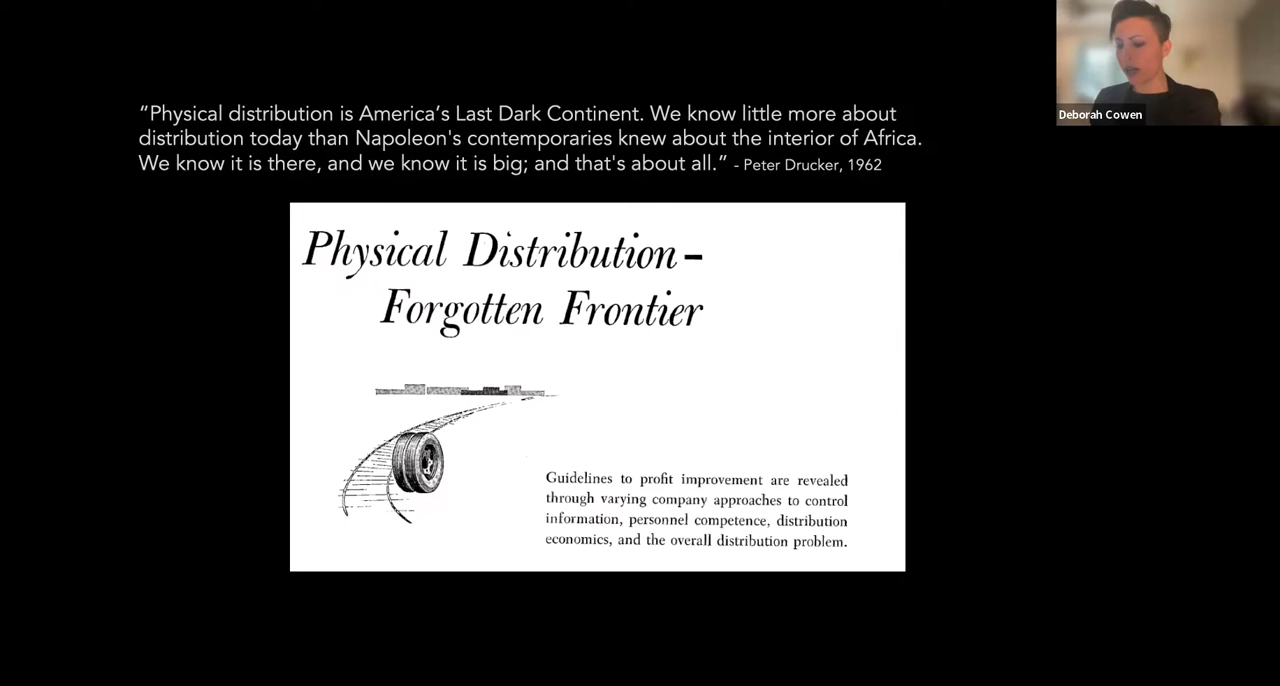 “Physical distribution is America’s Last Dark Continent. We know little more about
distribution today than Napoleon's contemporaries knew about the interior of Africa.
We know it is there, and we know it is big; and that's about all.” - Peter Drucker, 1962
Deborah Cowen
Physical Distribution–
Forgotten Frontier
Guidelines to profit improvement are revealed
through varying company approaches to control
information, personnel competence, distribution
economics, and the overall distribution problem.